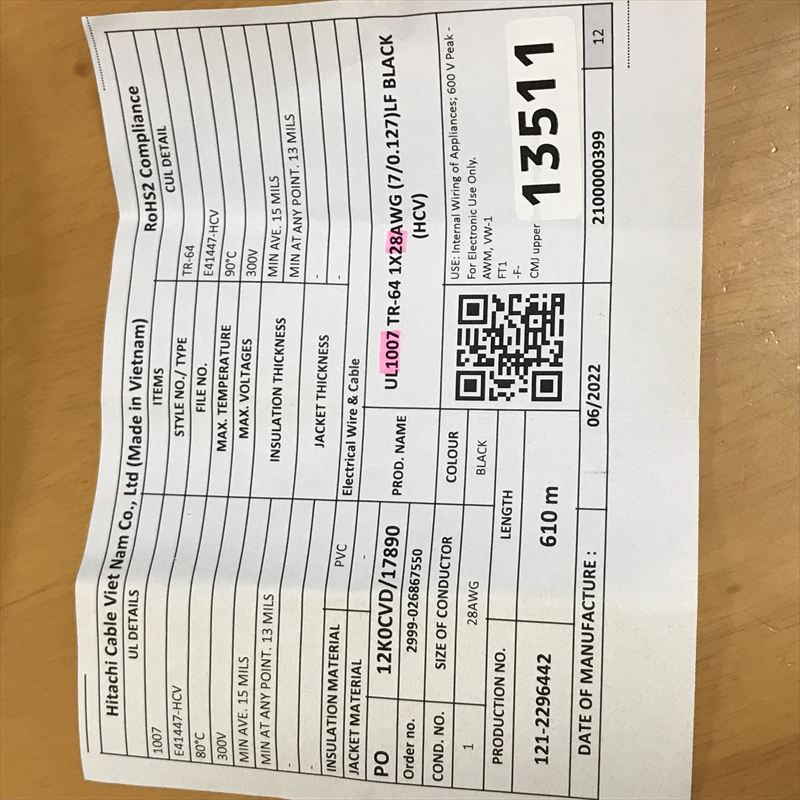 Hitachi Cable Viet Nam Co., Ltd (Made in Vietnam) RoHS2 Compliance
UL DETAILS ITEMS CUL DETAIL
1007 STYLE NO./ TYPE TR-64
E41447-HCV FILE NO. E41447-HCV
80°C MAX. TEMPERATURE 90°C
300V MAX. VOLTAGES 300V
MIN AVE. 15 MILS INSULATION THICKNESS MIN AVE. 15 MILS
MIN AT ANY POINT. 13 MILS MIN AT ANY POINT. 13 MILS
- JACKET THICKNESS -
- -
INSULATION MATERIAL PVC Electrical Wire & Cable
JACKET MATERIAL -
PO 12K0CVD/17890 PROD. NAME UL1007 TR-64 1X28AWG (7/0.127)LF BLACK
(HCV)
Order no. 2999-026867550
COND. NO. SIZE OF CONDUCTOR COLOUR
1 28AWG BLACK
USE: Internal Wiring of Appliances; 600 V Peak -
For Electronic Use Only.
AWM, VW-1
FT1
-F-
CMJ upper
13511
PRODUCTION NO. LENGTH
121-2296442 610 m
DATE OF MANUFACTURE : 06/2022 2100000399 12